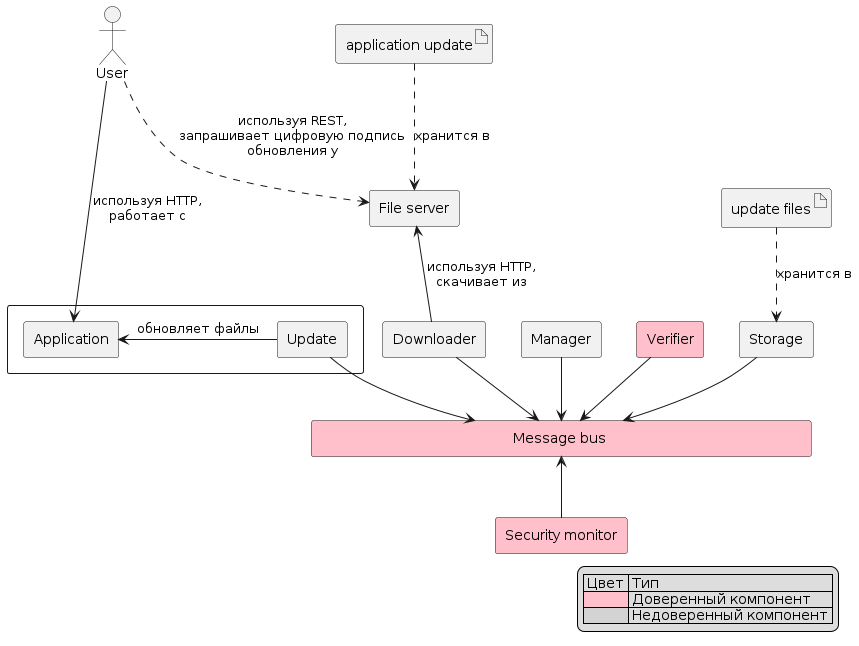 User
application update
используя REST,
запрашивает цифровую подпись
обновления у
хранится в
используя HTTP,
работает с
File server
update files
используя HTTP,
скачивает из
хранится в
Application
обновляет файлы
Update
Downloader
Manager
Verifier
Storage
Message bus
Security monitor
Цвет Тип
Доверенный компонент
Недоверенный компонент